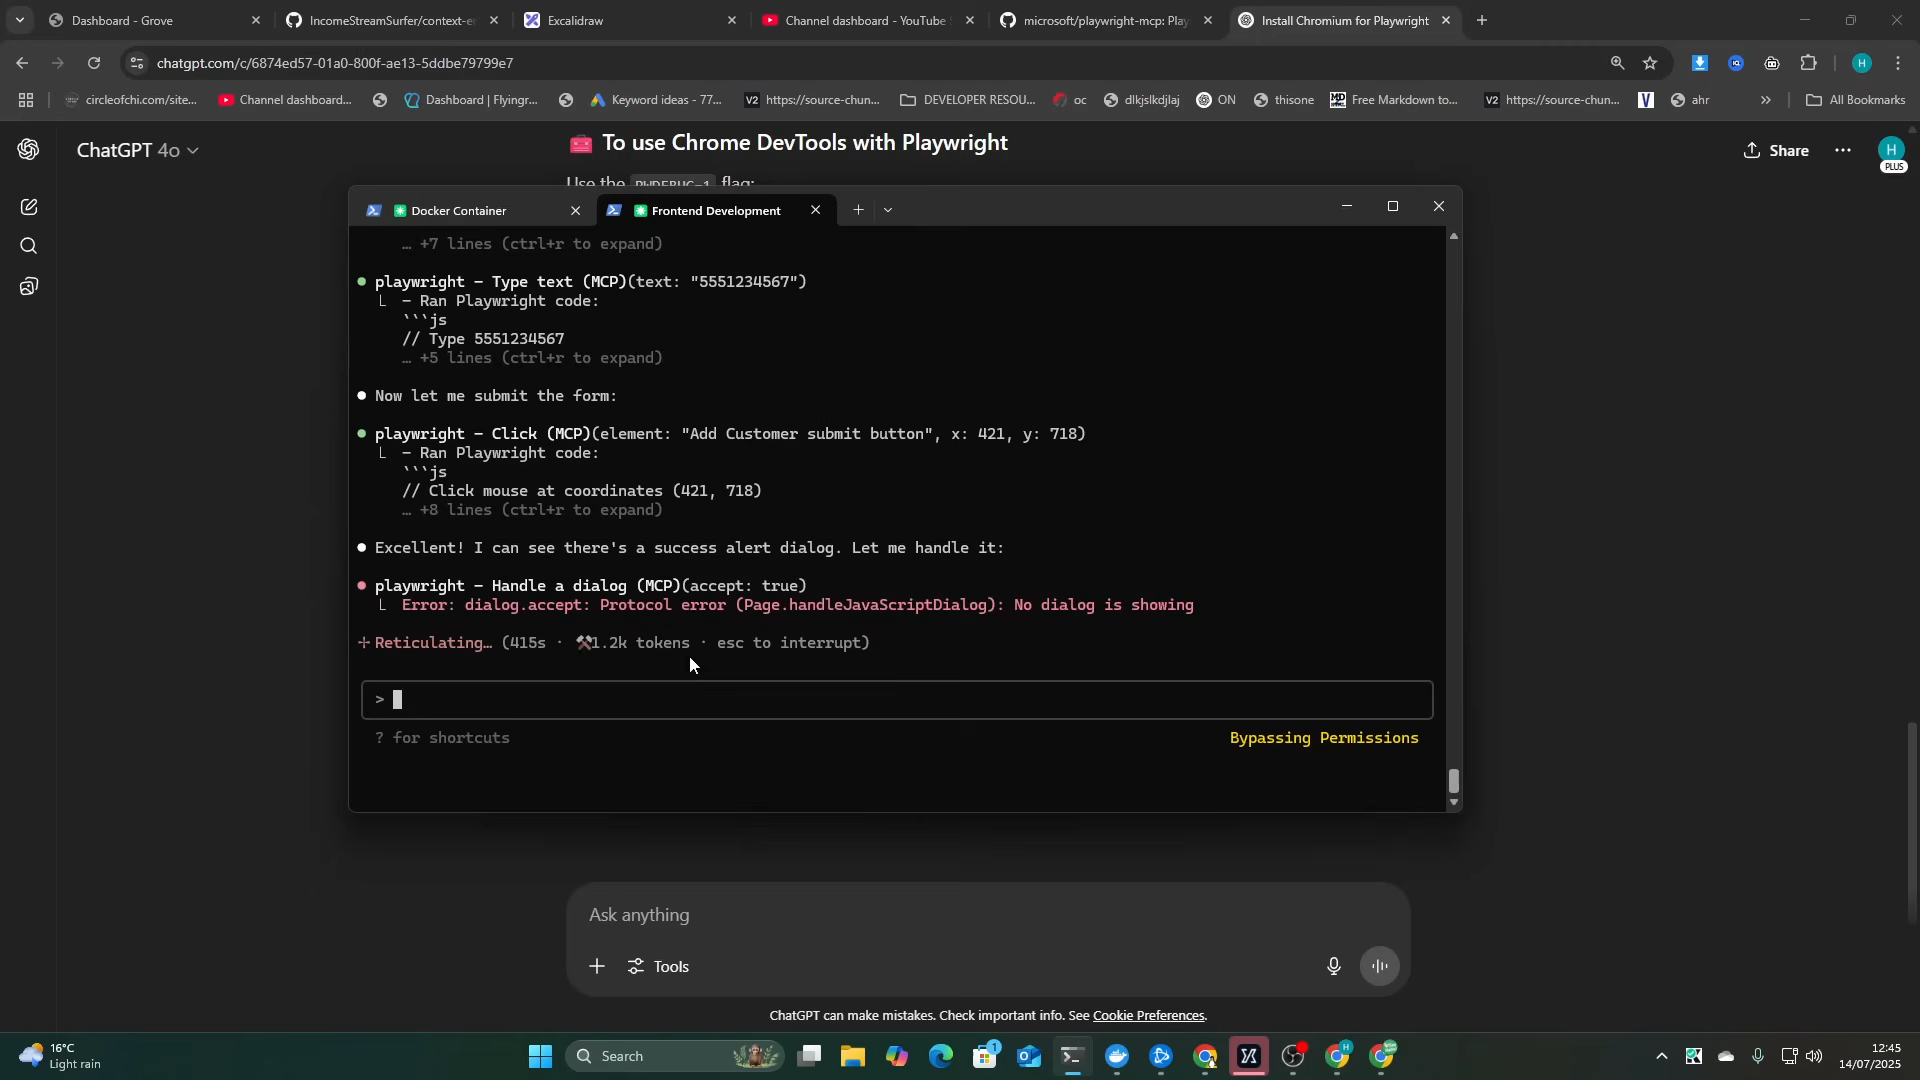 Dashboard - Grove
IncomeStreamSurfer/context-e
Excalidraw
Channel dashboard - YouTube
microsoft/playwright-mcp: Play
Install Chromium for Playwright
chatgpt.com/c/6874ed57-01a0-800f-ae13-5ddbe79799e7
H
circleofchi.com/site...
Channel dashboard...
Dashboard | Flyingr...
Keyword ideas - 77...
V2 https://source-chun...
DEVELOPER RESOU...
oc
dlkjslkdjlaj
ON
thisone
Free Markdown to...
V2 https://source-chun...
V
ahr
All Bookmarks
ChatGPT 4o
🧰 To use Chrome DevTools with Playwright
Share
H
PLUS
Use the PWDEBUG=1 flag:
Docker Container
Frontend Development
… +7 lines (ctrl+r to expand)
● playwright – Type text (MCP)(text: "5551234567")
└ – Ran Playwright code:
```js
// Type 5551234567
… +5 lines (ctrl+r to expand)
● Now let me submit the form:
● playwright – Click (MCP)(element: "Add Customer submit button", x: 421, y: 718)
└ – Ran Playwright code:
```js
// Click mouse at coordinates (421, 718)
… +8 lines (ctrl+r to expand)
● Excellent! I can see there's a success alert dialog. Let me handle it:
● playwright – Handle a dialog (MCP)(accept: true)
└ Error: dialog.accept: Protocol error (Page.handleJavaScriptDialog): No dialog is showing
✢ Reticulating… (415s · ⚒ 1.2k tokens · esc to interrupt)
>
? for shortcuts
Bypassing Permissions
Ask anything
Tools
ChatGPT can make mistakes. Check important info. See Cookie Preferences.
16°C
Light rain
Search
1
12:45
14/07/2025